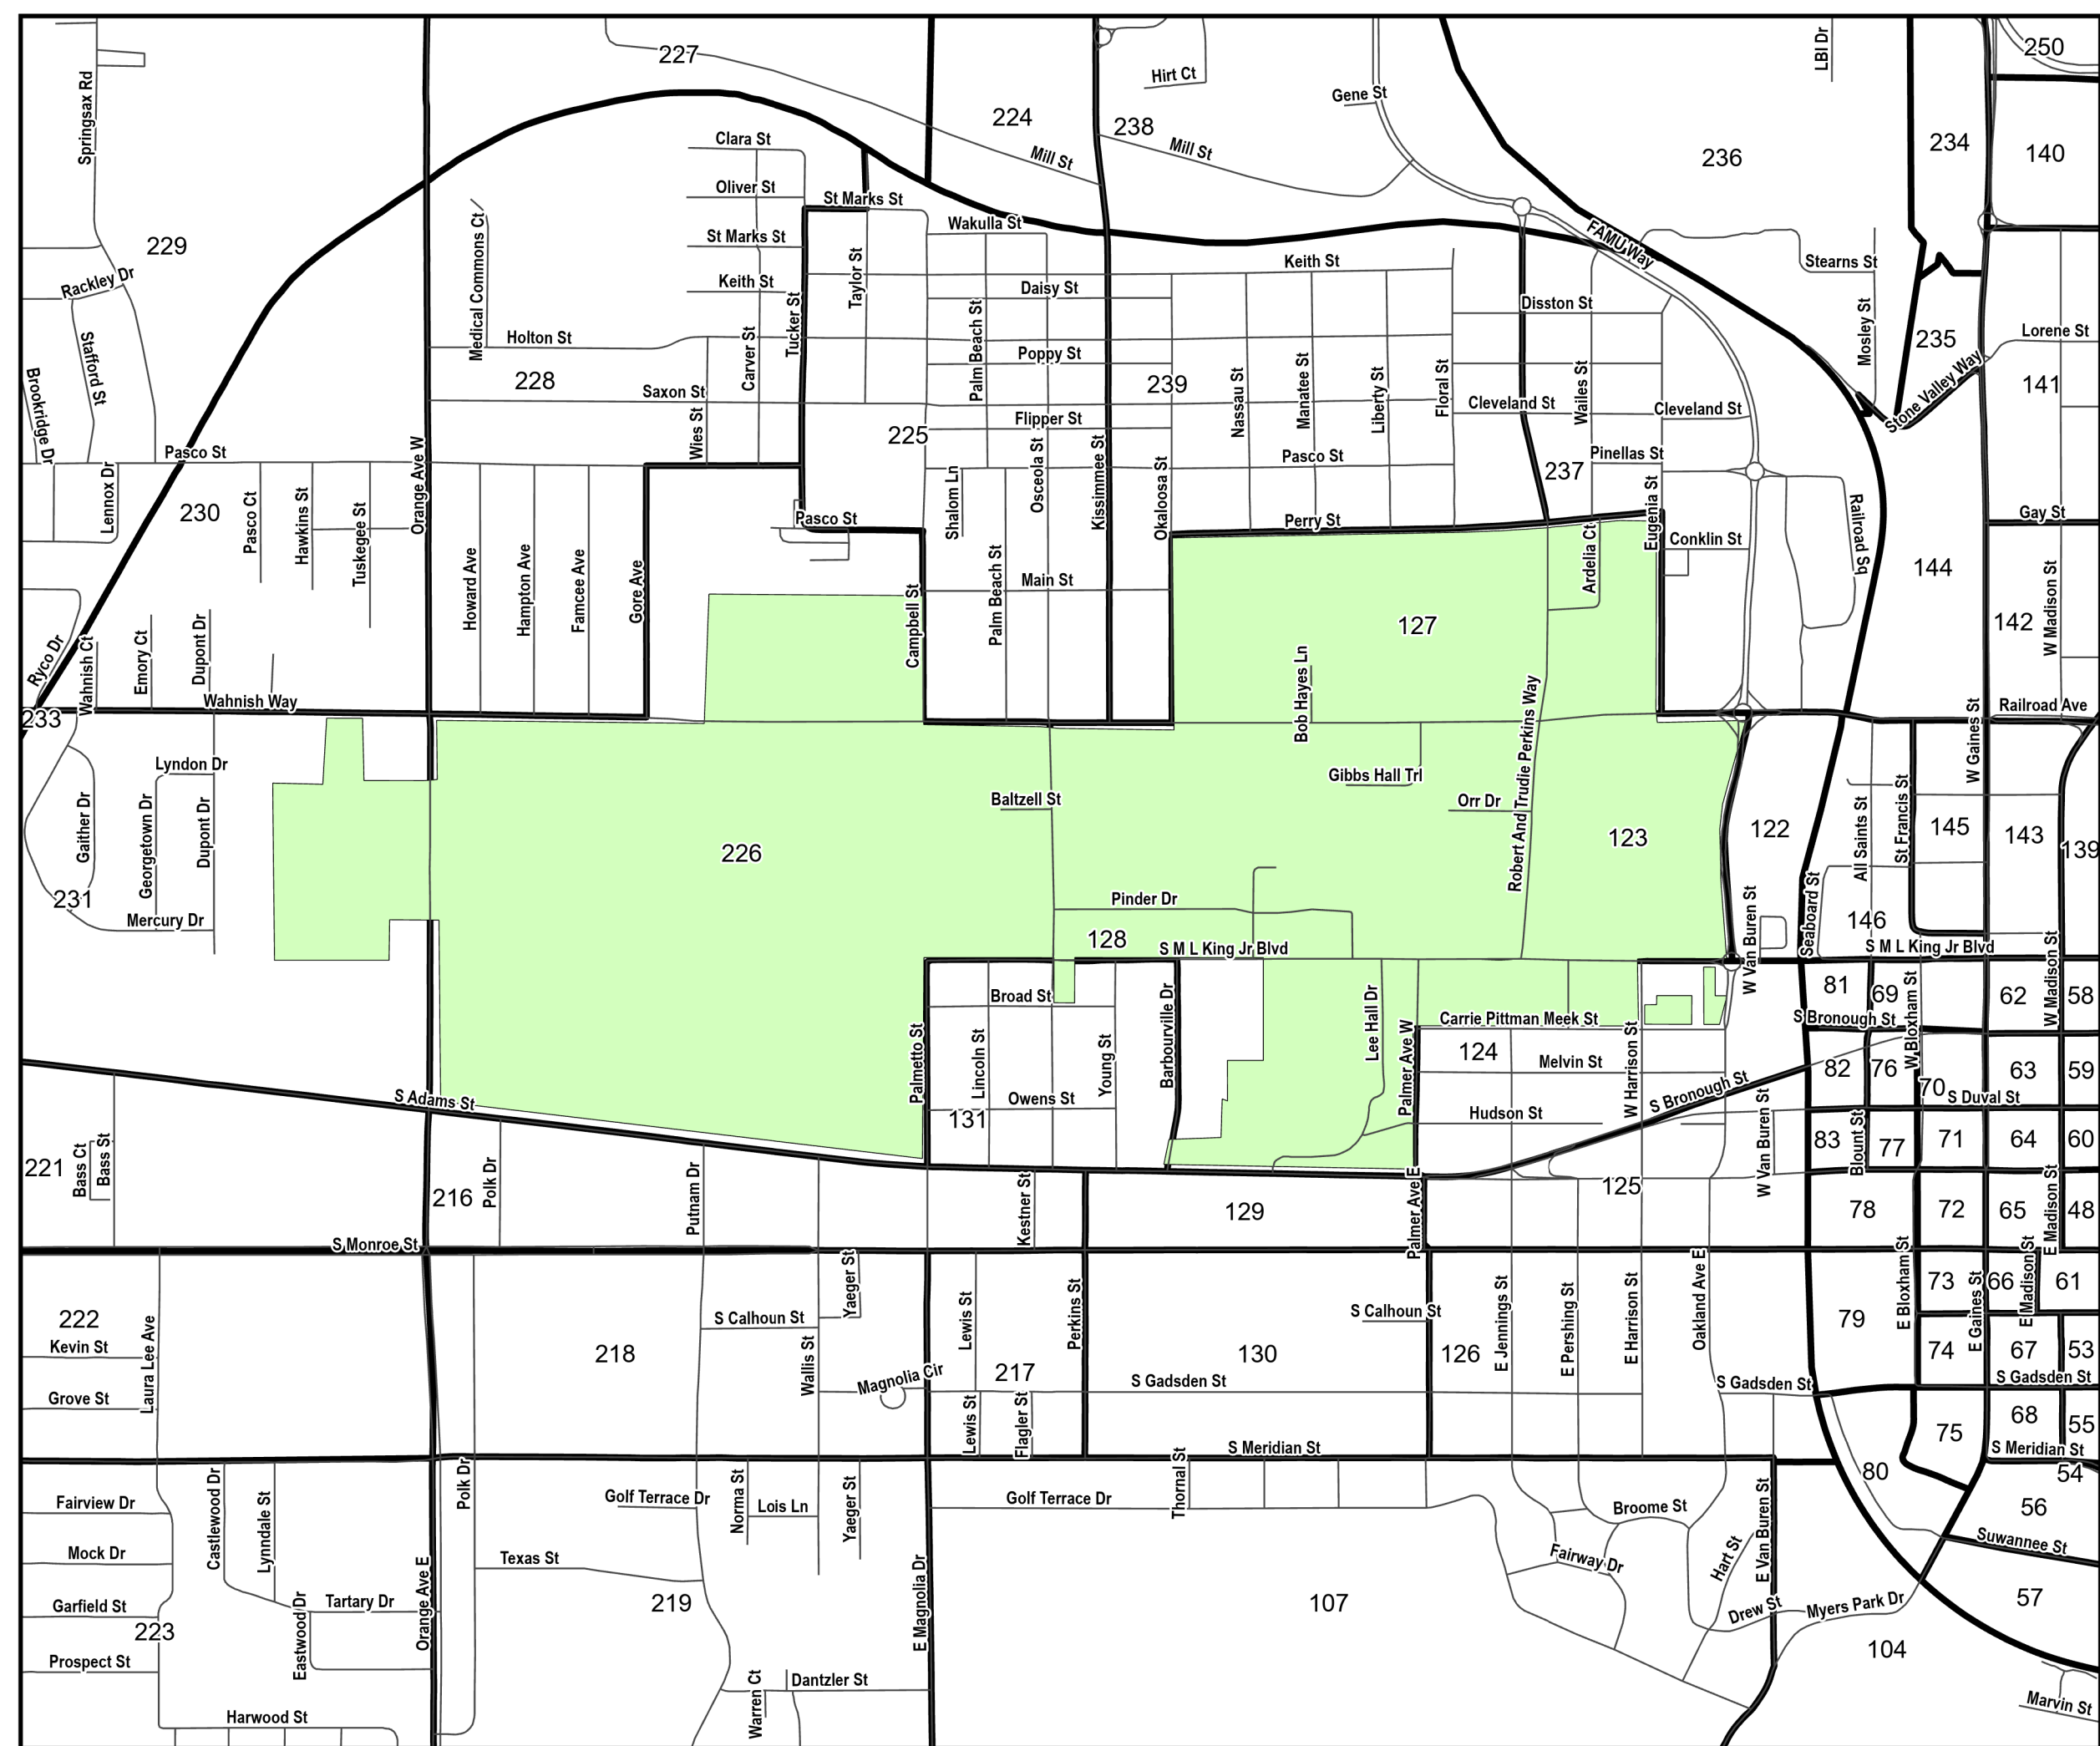 227
250
Springsax Rd
LBJ Dr
Hirt Ct
Gene St
224
238
234
140
236
Clara St
Mill St
Mill St
Oliver St
St Marks St
Wakulla St
FAMU Way
229
Medical Commons Ct
St Marks St
Keith St
Stearns St
Rackley Dr
Keith St
Taylor St
Daisy St
Disston St
Tucker St
Palm Beach St
Mosley St
235
Lorene St
Stafford St
Holton St
Carver St
Poppy St
Stone Valley Way
Brookridge Dr
228
Saxon St
239
Nassau St
Manatee St
Liberty St
Floral St
Wailes St
141
Cleveland St
Cleveland St
Wies St
225
Flipper St
Pasco St
Orange Ave W
Pasco St
237
Pinellas St
Lennox Dr
230
Pasco Ct
Hawkins St
Tuskegee St
Shalom Ln
Osceola St
Kissimmee St
Okaloosa St
Pasco St
Perry St
Eugenia St
Conklin St
Railroad Sq
Gay St
Howard Ave
Hampton Ave
Famcee Ave
Gore Ave
Ardelia Ct
144
Main St
Palm Beach St
Campbell St
127
142
W Madison St
Ryco Dr
Wahnish Ct
Emory Ct
Dupont Dr
Bob Hayes Ln
Robert And Trudie Perkins Way
Wahnish Way
233
Railroad Ave
W Gaines St
Lyndon Dr
Gibbs Hall Trl
Baltzell St
Orr Dr
Gaither Dr
Georgetown Dr
Dupont Dr
226
123
122
All Saints St
St Francis St
145
143
139
231
Mercury Dr
Pinder Dr
W Van Buren St
Seaboard St
146
128
S M L King Jr Blvd
S M L King Jr Blvd
W Madison St
81
69
W Bloxham St
62
58
Broad St
Barbourville Dr
Lee Hall Dr
Carrie Pittman Meek St
S Bronough St
Palmetto St
Lincoln St
Young St
Palmer Ave W
124
W Harrison St
Melvin St
82
76
70
63
59
S Adams St
Owens St
131
Hudson St
S Bronough St
S Duval St
W Van Buren St
221
Bass Ct
Bass St
83
Blount St
77
71
64
60
216
Polk Dr
Putnam Dr
Kestner St
129
Palmer Ave E
125
78
72
65
E Madison St
48
S Monroe St
222
Kevin St
Laura Lee Ave
Grove St
218
S Calhoun St
Yaeger St
Wallis St
Magnolia Cir
Lewis St
217
Perkins St
130
S Calhoun St
S Gadsden St
126
E Jennings St
E Pershing St
E Harrison St
Oakland Ave E
79
E Bloxham St
73
66
E Gaines St
E Madison St
61
74
67
53
S Gadsden St
S Gadsden St
Lewis St
Flagler St
75
68
55
S Meridian St
S Meridian St
Thornal St
80
54
Fairview Dr
Castlewood Dr
Lynndale St
Polk Dr
Golf Terrace Dr
Norma St
Lois Ln
Yaeger St
Golf Terrace Dr
Broome St
56
Suwannee St
Mock Dr
Texas St
Fairway Dr
Hart St
E Van Buren St
Garfield St
223
Eastwood Dr
Tartary Dr
Orange Ave E
219
E Magnolia Dr
107
Drew St
Myers Park Dr
57
Prospect St
104
Warren Ct
Dantzler St
Harwood St
Marvin St